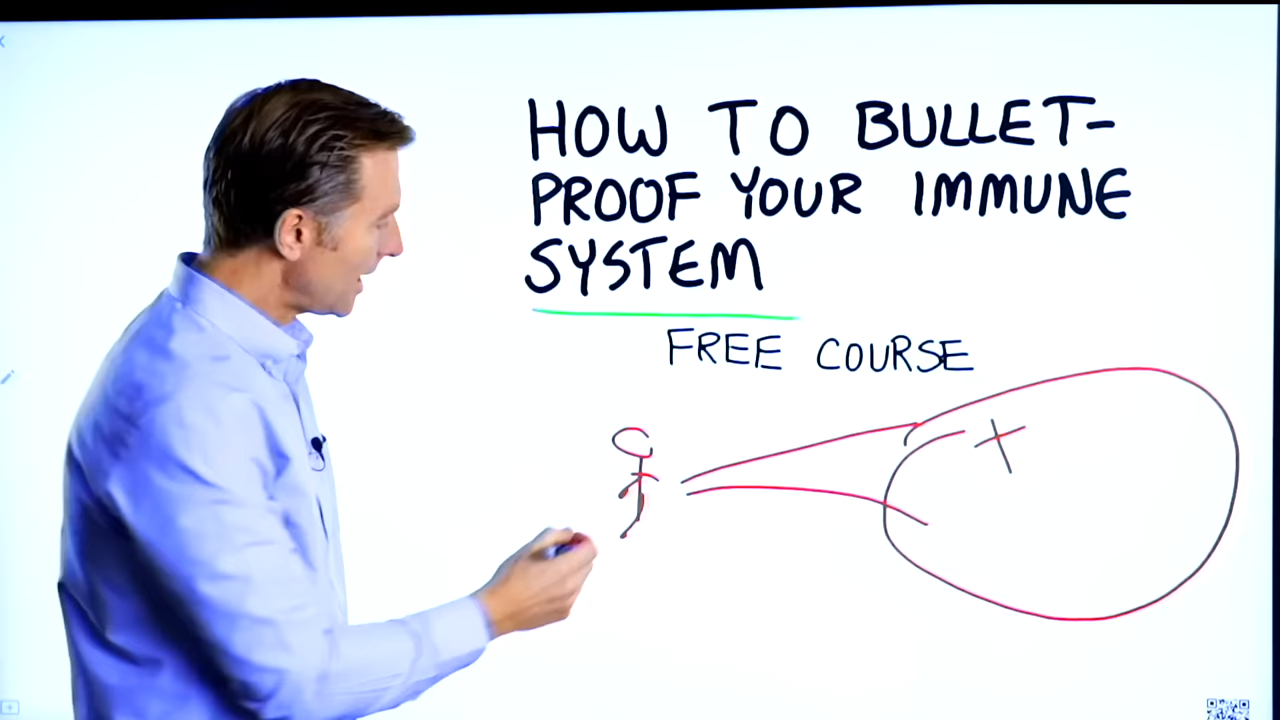 HOW TO BULLET-
PROOF YOUR IMMUNE
SYSTEM
FREE COURSE
X